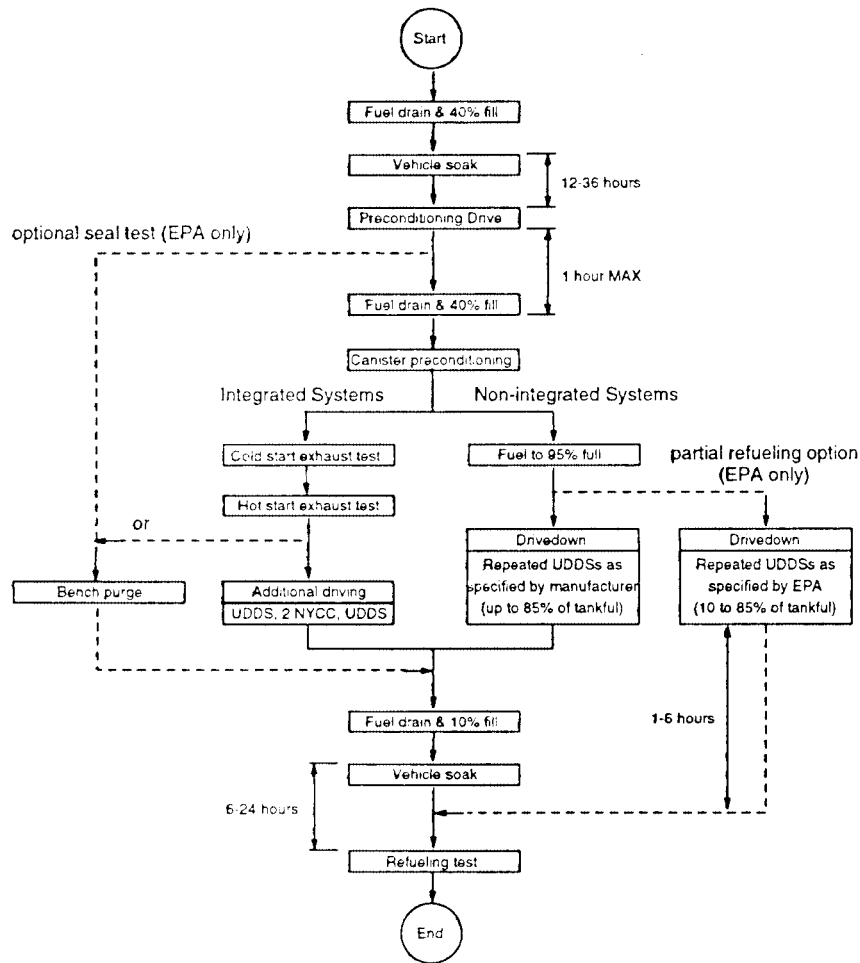 Start
Fuel drain & 40% fill
Vehicle soak
12-36 hours
Preconditioning Drive
optional seal test (EPA only)
1 hour MAX
Fuel drain & 40% fill
Canister preconditioning
Integrated Systems
Non-integrated Systems
Cold start exhaust test
Fuel to 95% full
partial refueling option
(EPA only)
Hot start exhaust test
or
Drivedown
Repeated UDDSs as
specified by manufacturer
(up to 85% of tankful)
Drivedown
Repeated UDDSs as
specified by EPA
(10 to 85% of tankful)
Bench purge
Additional driving
UDDS, 2 NYCC, UDDS
Fuel drain & 10% fill
1-6 hours
Vehicle soak
6-24 hours
Refueling test
End